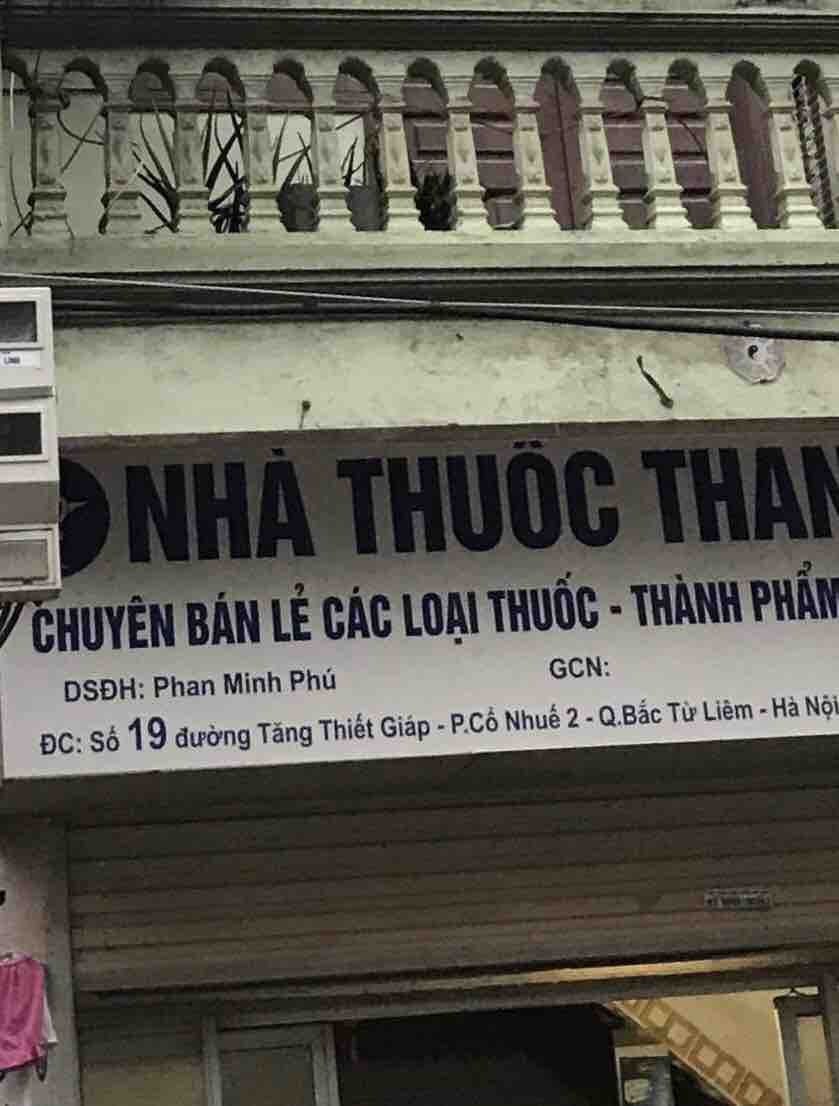 NHÀ THUỐC THAN
CHUYÊN BÁN LẺ CÁC LOẠI THUỐC - THÀNH PHẨM
DSĐH: Phan Minh Phú
GCN:
ĐC: Số 19 đường Tăng Thiết Giáp - P.Cổ Nhuế 2 - Q.Bắc Từ Liêm - Hà Nội